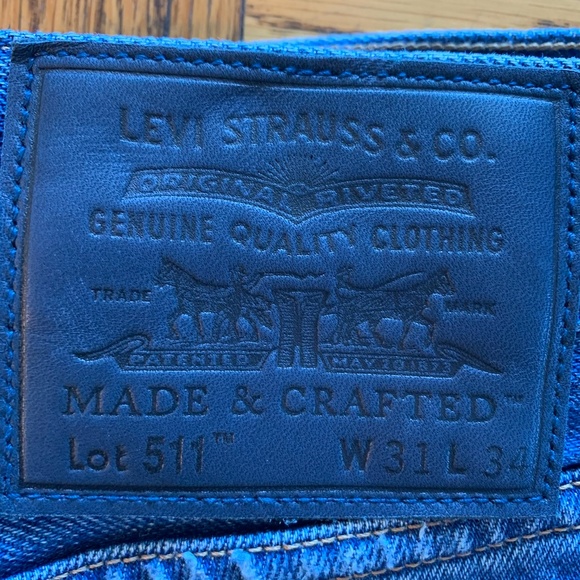 LEVI STRAUSS & CO.
ORIGINAL RIVETED
GENUINE QUALITY CLOTHING
TRADE MARK
PATENTED MAY 20 1873
MADE & CRAFTED™
Lot 511™ W 31 L 34